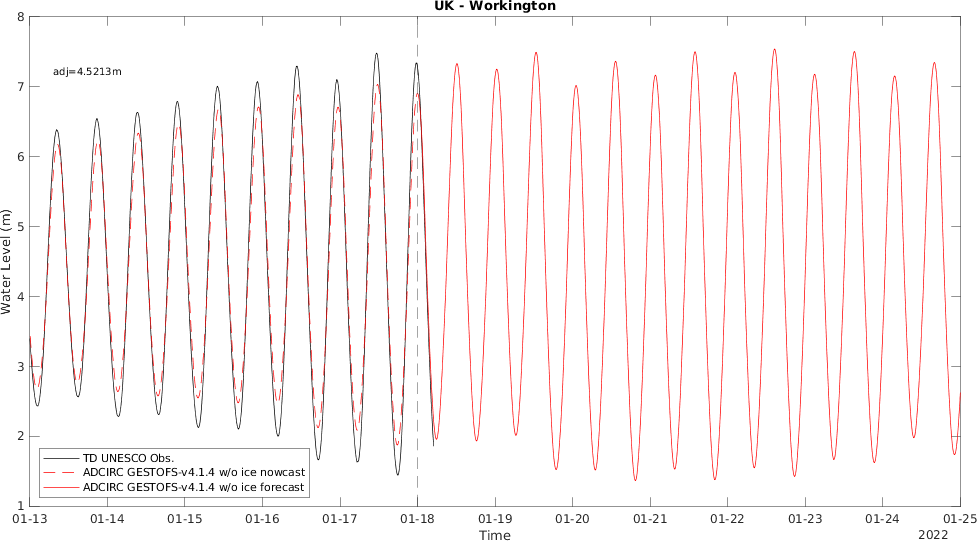 UK - Workington
adj=4.5213m
Water Level (m)
8
7
6
5
4
3
2
1
TD UNESCO Obs.
ADCIRC GESTOFS-v4.1.4 w/o ice nowcast
ADCIRC GESTOFS-v4.1.4 w/o ice forecast
01-13 01-14 01-15 01-16 01-17 01-18 01-19 01-20 01-21 01-22 01-23 01-24 01-25
Time
2022